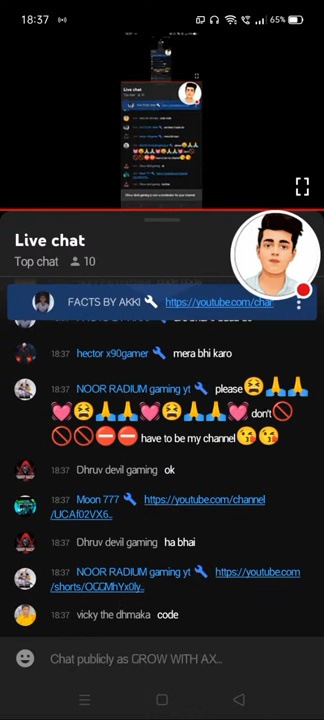 18:37
65%
Live chat
Top chat 10
FACTS BY AKKI https://youtube.com/cha
18:37 hector x90gamer mera bhi karo
18:37 NOOR RADIUM gaming yt please😫🙏🙏
💓😫🙏🙏💓😫🙏🙏💓 don't🚫
🚫🚫⛔⛔ have to be my channel😘😘
18:37 Dhruv devil gaming ok
18:37 Moon 777 https://youtube.com/channel
/UCAf02VX6..
18:37 Dhruv devil gaming ha bhai
18:37 NOOR RADIUM gaming yt https://youtube.com
18:37 vicky the dhmaka code
Chat publicly as GROW WITH AX...